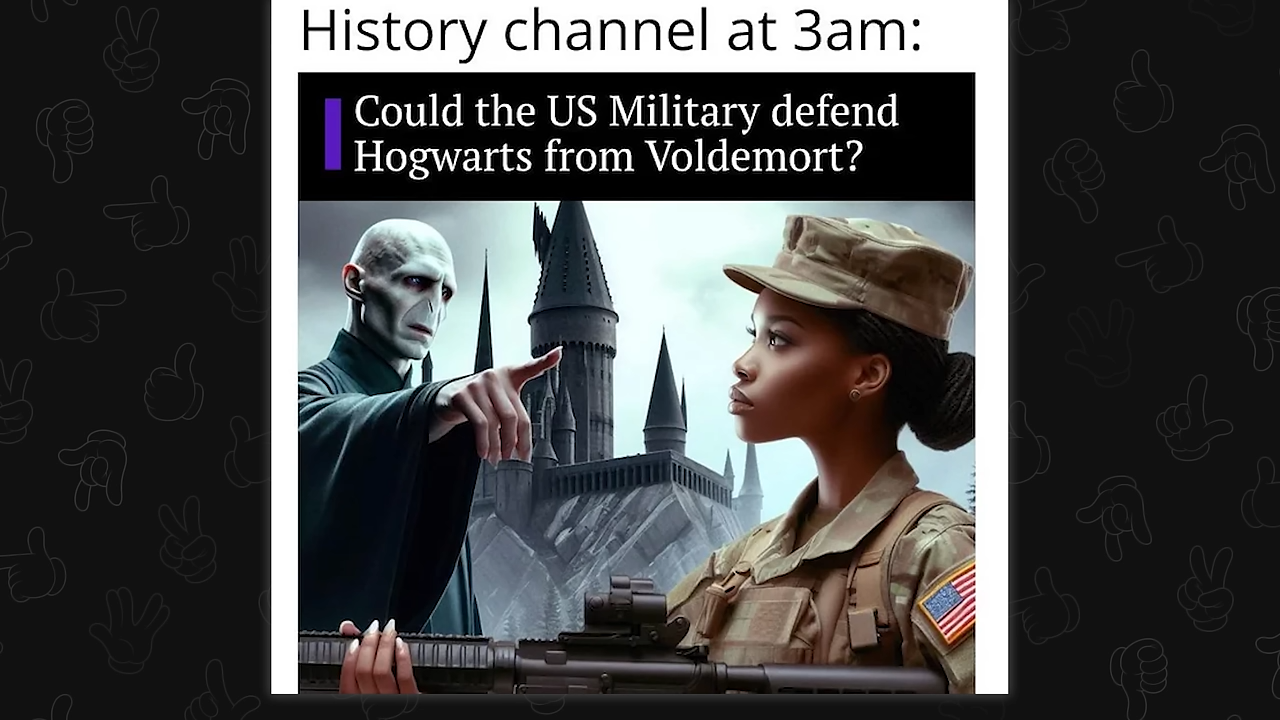 History channel at 3am:
Could the US Military defend
Hogwarts from Voldemort?